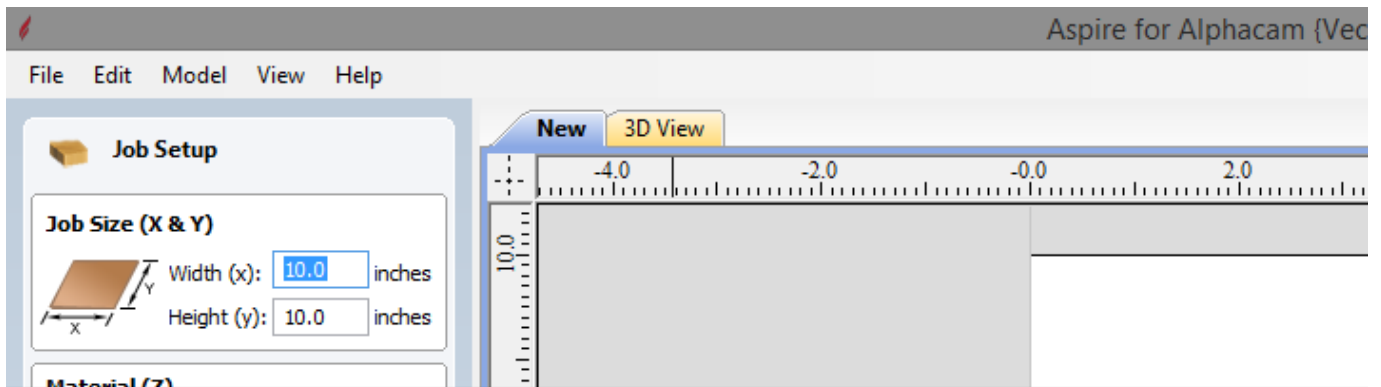 Aspire for Alphacam {Vec
File Edit Model View Help
Job Setup
New 3D View
-4.0 -2.0 -0.0 2.0
Job Size (X & Y)
10.0
Width (x): 10.0 inches
Y
Height (y): 10.0 inches
X
Material (Z)